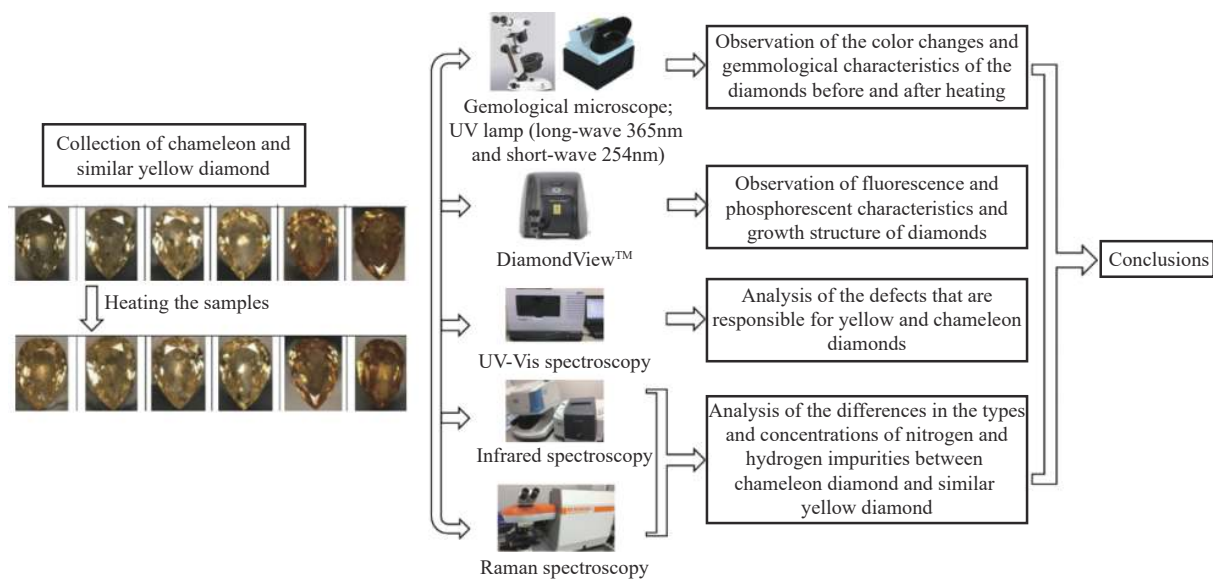 Collection of chameleon and
similar yellow diamond
Heating the samples
Gemological microscope;
UV lamp (long-wave 365nm
and short-wave 254nm)
DiamondView™
UV-Vis spectroscopy
Infrared spectroscopy
Raman spectroscopy
Observation of the color changes and
gemmological characteristics of the
diamonds before and after heating
Observation of fluorescence and
phosphorescent characteristics and
growth structure of diamonds
Analysis of the defects that are
responsible for yellow and chameleon
diamonds
Analysis of the differences in the types
and concentrations of nitrogen and
hydrogen impurities between
chameleon diamond and similar
yellow diamond
Conclusions